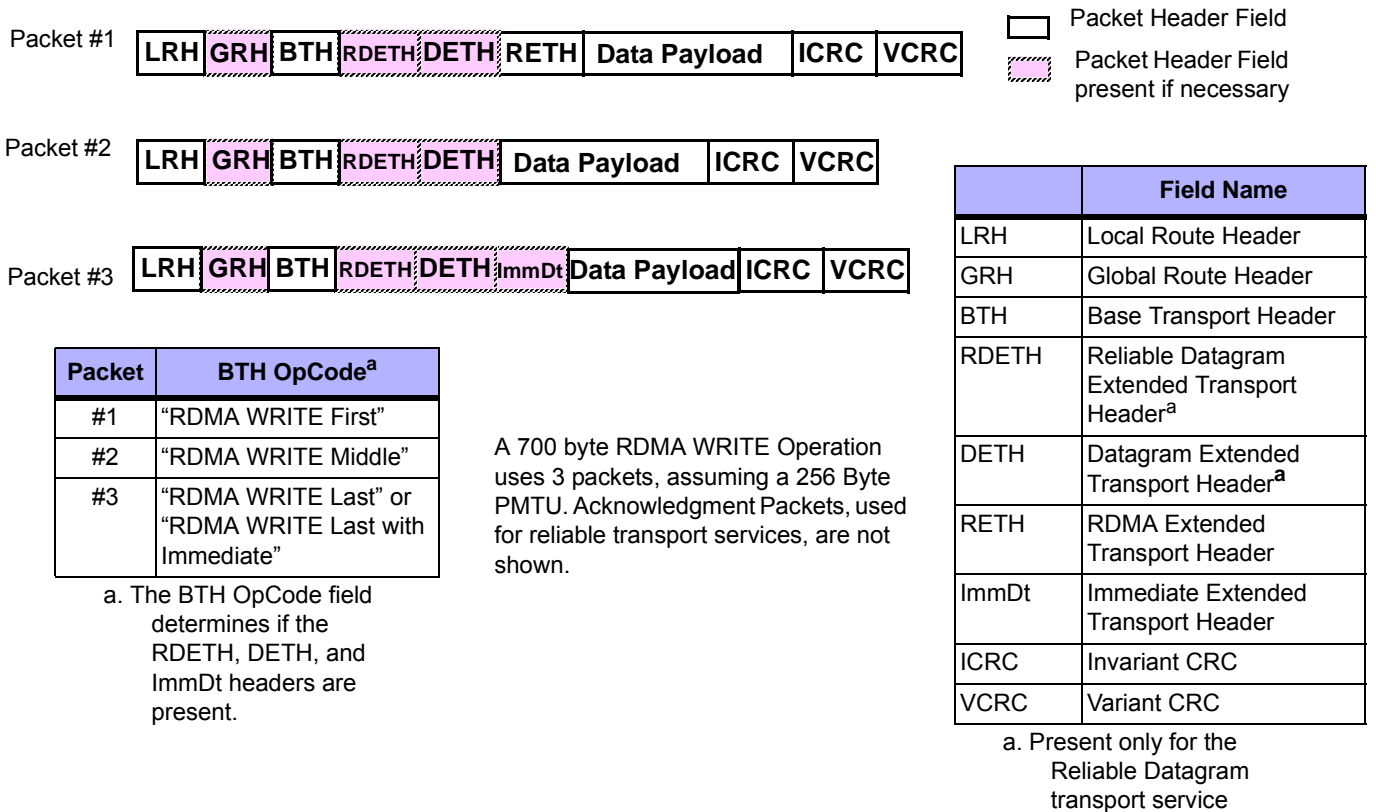 Packet #1
LRH GRH BTH RDETH DETH RETH Data Payload ICRC VCRC
Packet Header Field
Packet Header Field
present if necessary
Packet #2
LRH GRH BTH RDETH DETH Data Payload ICRC VCRC
Packet #3
LRH GRH BTH RDETH DETH ImmDt Data Payload ICRC VCRC
Packet BTH OpCodea
#1 “RDMA WRITE First”
#2 “RDMA WRITE Middle”
#3 “RDMA WRITE Last” or
“RDMA WRITE Last with
Immediate”
a. The BTH OpCode field
determines if the
RDETH, DETH, and
ImmDt headers are
present.
A 700 byte RDMA WRITE Operation
uses 3 packets, assuming a 256 Byte
PMTU. Acknowledgment Packets, used
for reliable transport services, are not
shown.
Field Name
LRH Local Route Header
GRH Global Route Header
BTH Base Transport Header
RDETH Reliable Datagram
Extended Transport
Headera
DETH Datagram Extended
Transport Headera
RETH RDMA Extended
Transport Header
ImmDt Immediate Extended
Transport Header
ICRC Invariant CRC
VCRC Variant CRC
a. Present only for the
Reliable Datagram
transport service